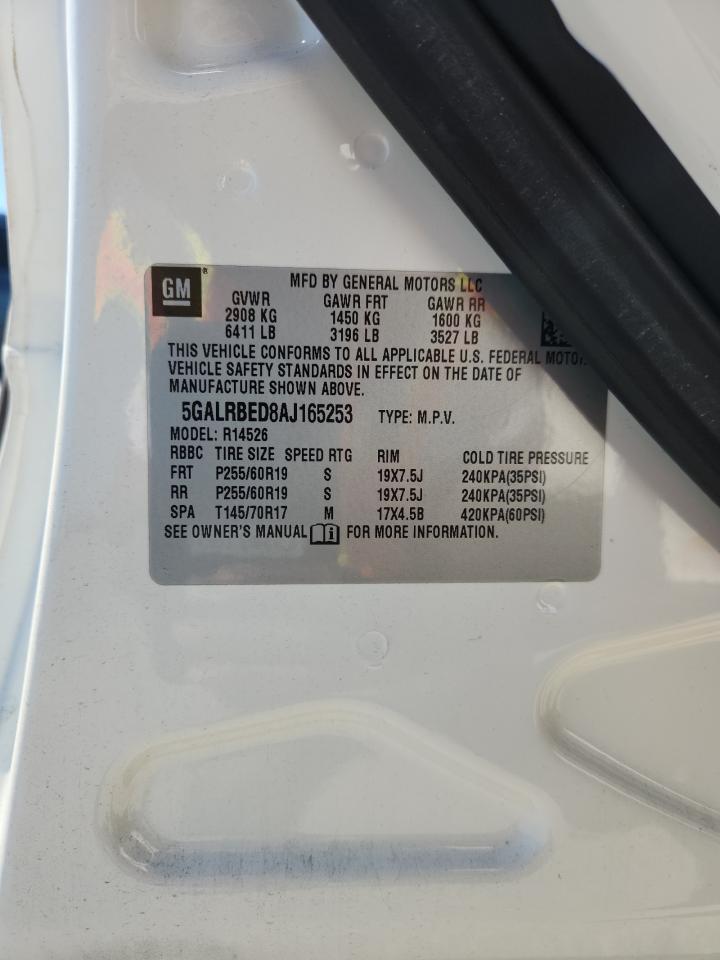 GM ®
MFD BY GENERAL MOTORS LLC
GVWR GAWR FRT GAWR RR
2908 KG 1450 KG 1600 KG
6411 LB 3196 LB 3527 LB
THIS VEHICLE CONFORMS TO ALL APPLICABLE U.S. FEDERAL MOTOR
VEHICLE SAFETY STANDARDS IN EFFECT ON THE DATE OF
MANUFACTURE SHOWN ABOVE.
5GALRBED8AJ165253 TYPE: M.P.V.
MODEL: R14526
RBBC TIRE SIZE SPEED RTG RIM COLD TIRE PRESSURE
FRT P255/60R19 S 19X7.5J 240KPA(35PSI)
RR P255/60R19 S 19X7.5J 240KPA(35PSI)
SPA T145/70R17 M 17X4.5B 420KPA(60PSI)
SEE OWNER'S MANUAL i FOR MORE INFORMATION.